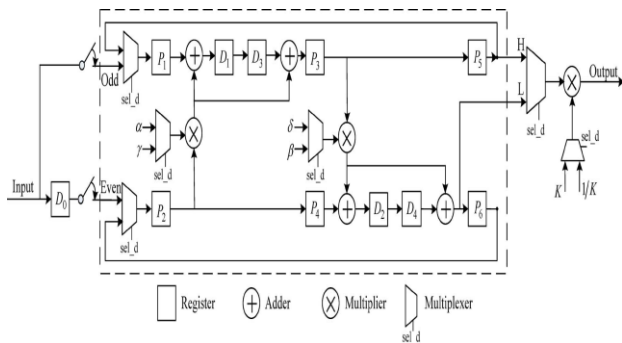 H
P₁ D₁ D₃ P₃ P₅
Odd
sel_d
L
Output
α
γ
sel_d
δ
β
sel_d
sel_d
sel_d
K 1/K
Input D₀ Even
P₂ P₄ D₂ D₄ P₆
sel_d
Register Adder Multiplier Multiplexer
sel_d